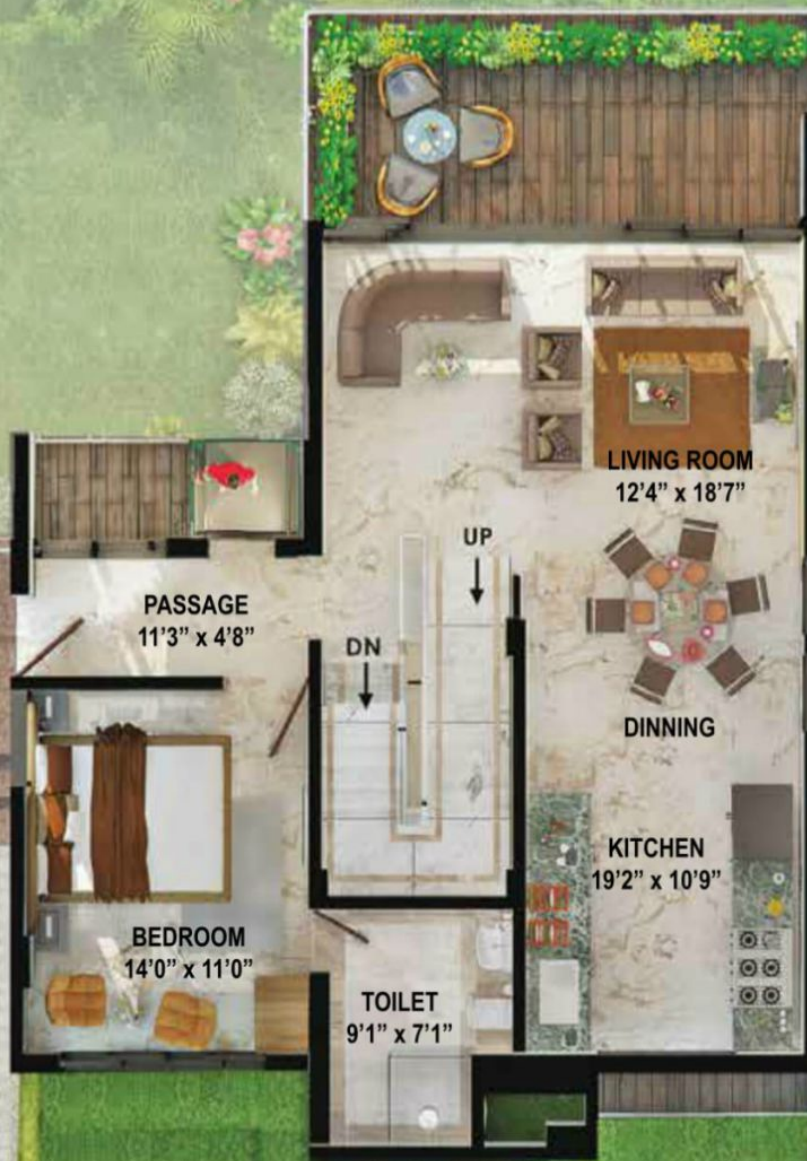 LIVING ROOM
12’4” x 18’7”
UP
PASSAGE
11’3” x 4’8”
DN
DINNING
KITCHEN
19’2” x 10’9”
BEDROOM
14’0” x 11’0”
TOILET
9’1” x 7’1”